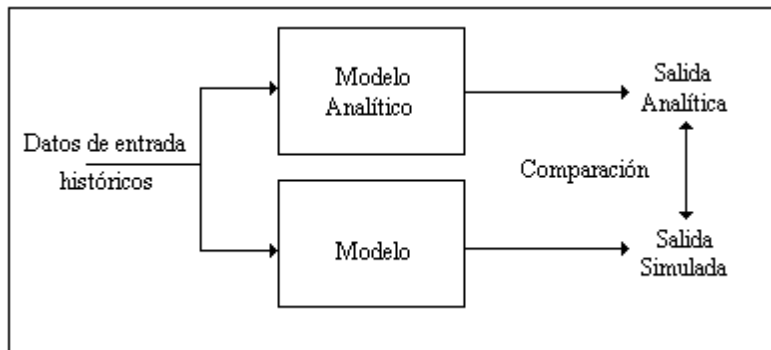 Modelo
Analítico
Salida
Analítica
Datos de entrada
históricos
Comparación
Modelo
Salida
Simulada